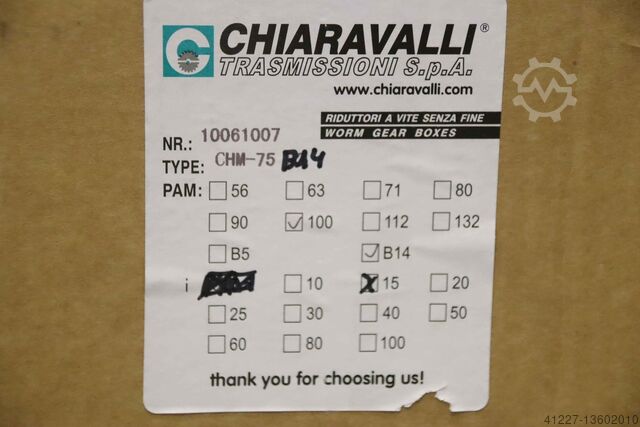 CHIARAVALLI®
TRASMISSIONI S.p.A.
www.chiaravalli.com
RIDUTTORI A VITE SENZA FINE
WORM GEAR BOXES
NR.: 10061007
TYPE: CHM-75 B14
PAM: 56 63 71 80
90 100 112 132
B5 B14
i 10 15 20
25 30 40 50
60 80 100
thank you for choosing us!
41227-13602010